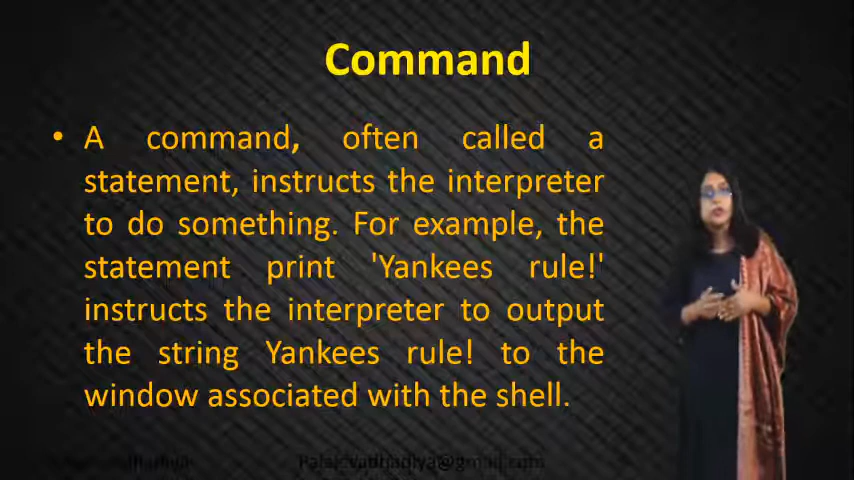 Command
• A command, often called a
statement, instructs the interpreter
to do something. For example, the
statement print 'Yankees rule!'
instructs the interpreter to output
the string Yankees rule! to the
window associated with the shell.